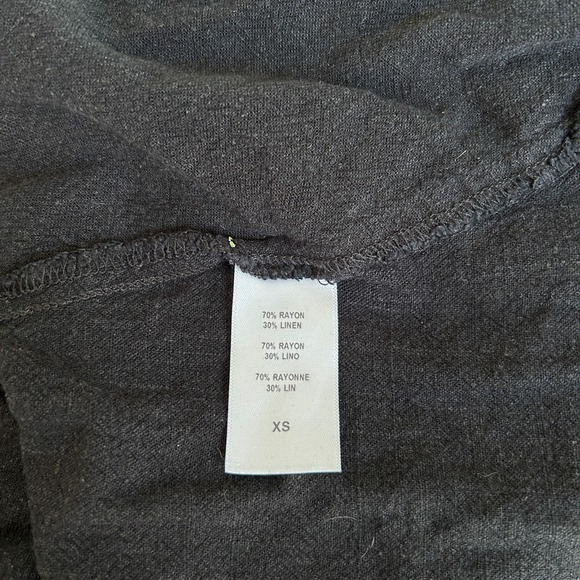 70% RAYON
30% LINEN
70% RAYON
30% LINO
70% RAYONNE
30% LIN
XS